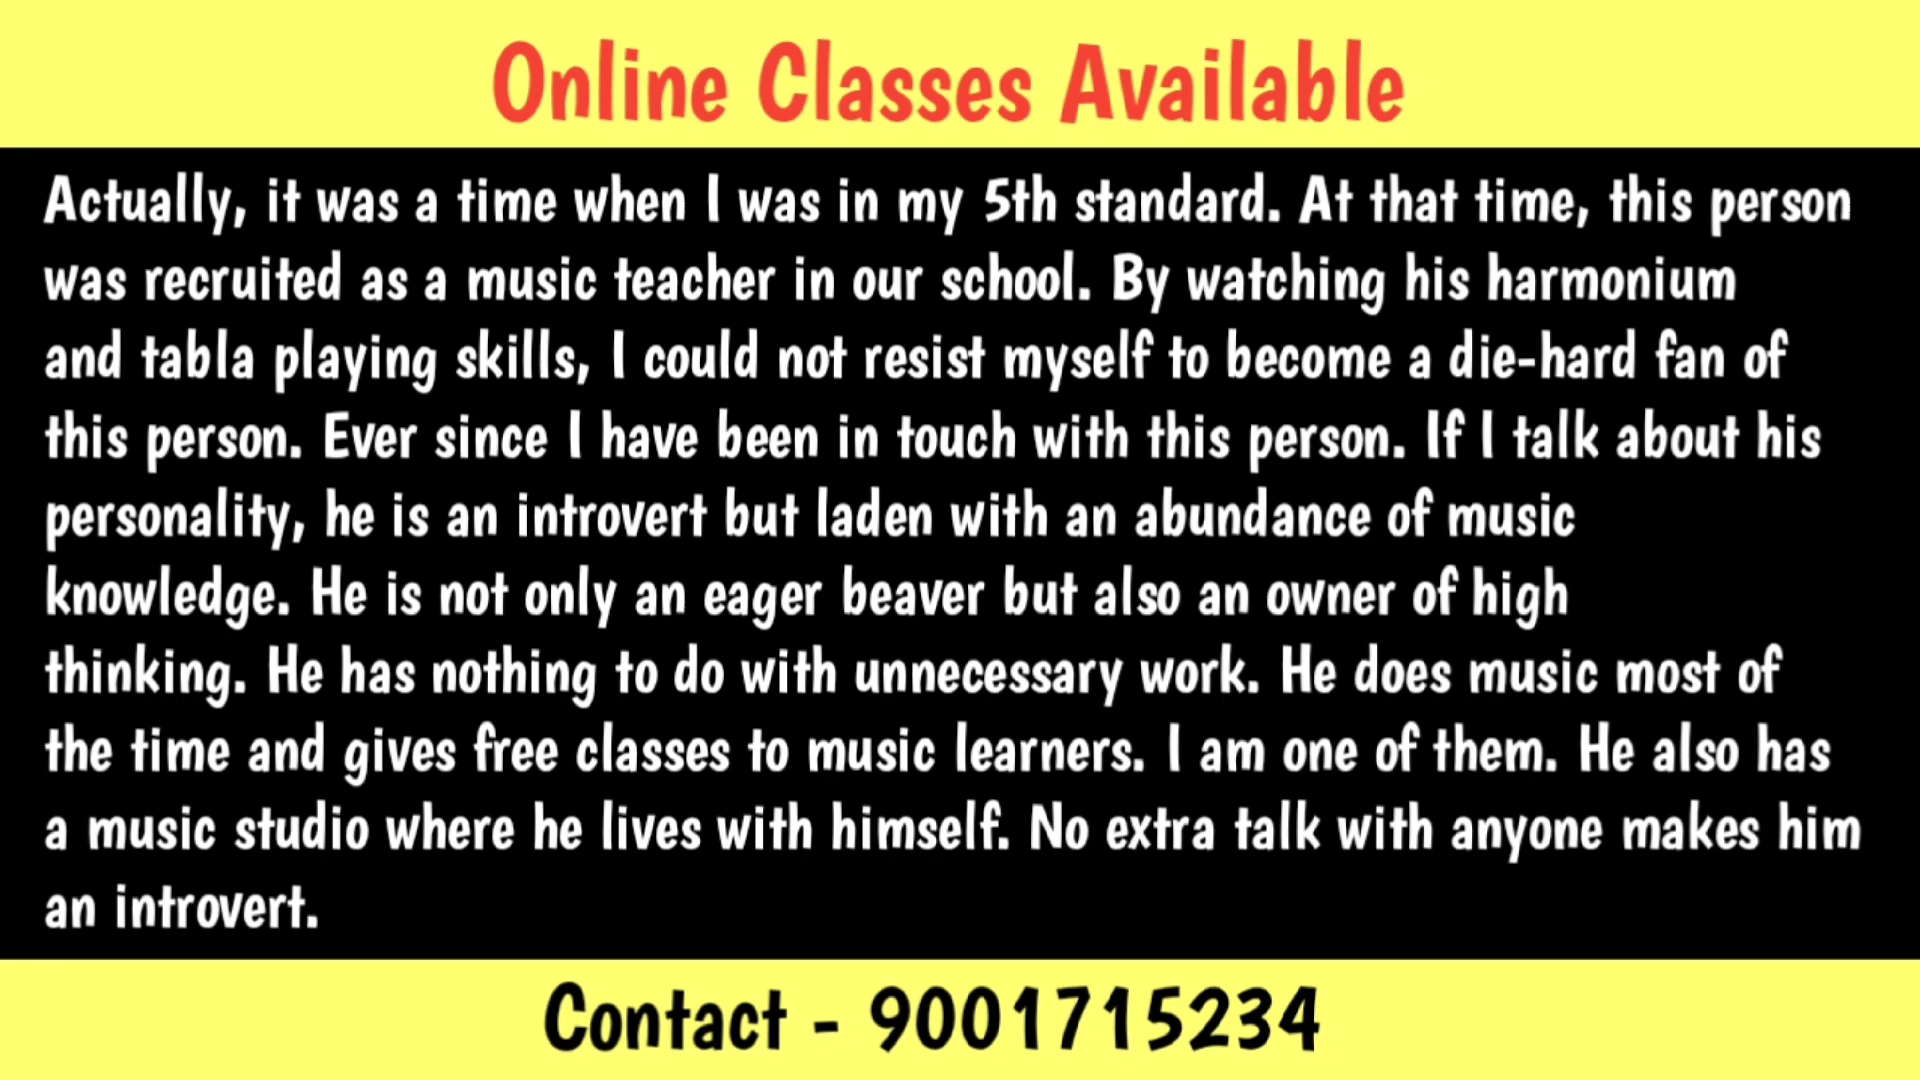 Online Classes Available
Actually, it was a time when I was in my 5th standard. At that time, this person
was recruited as a music teacher in our school. By watching his harmonium
and tabla playing skills, I could not resist myself to become a die-hard fan of
this person. Ever since I have been in touch with this person. If I talk about his
personality, he is an introvert but laden with an abundance of music
knowledge. He is not only an eager beaver but also an owner of high
thinking. He has nothing to do with unnecessary work. He does music most of
the time and gives free classes to music learners. I am one of them. He also has
a music studio where he lives with himself. No extra talk with anyone makes him
an introvert.
Contact - 9001715234